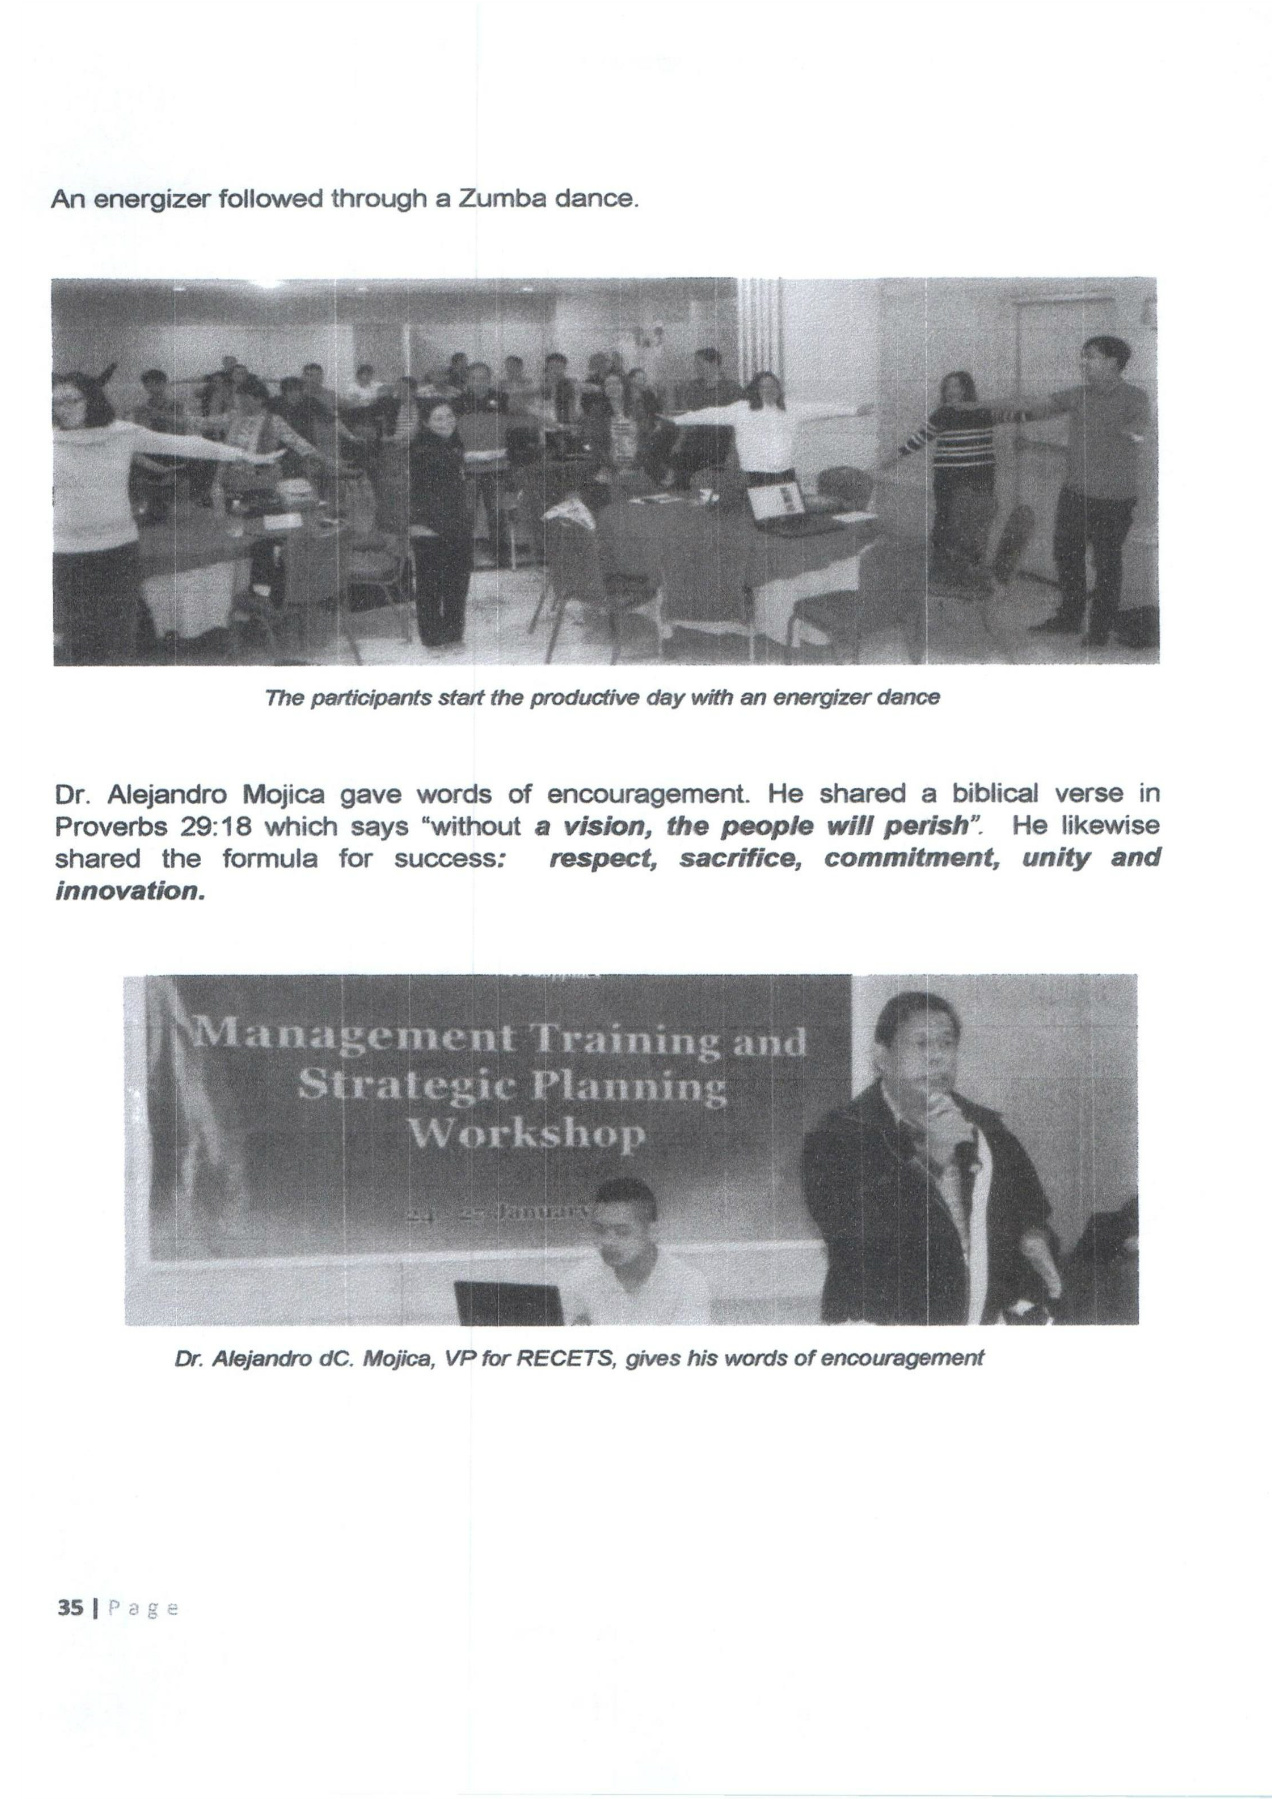 An energizer followed through a Zumba dance.
The participants start the productive day with an energizer dance
Dr. Alejandro Mojica gave words of encouragement. He shared a biblical verse in
Proverbs 29:18 which says “without a vision, the people will perish”. He likewise
shared the formula for success: respect, sacrifice, commitment, unity and
innovation.
Management Training and
Strategic Planning
Workshop
24 - 25 January
Dr. Alejandro dC. Mojica, VP for RECETS, gives his words of encouragement
35 | Page